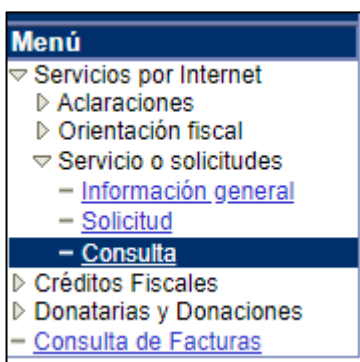 Menú
Servicios por Internet
Aclaraciones
Orientación fiscal
Servicio o solicitudes
Información general
Solicitud
Consulta
Créditos Fiscales
Donatarias y Donaciones
Consulta de Facturas